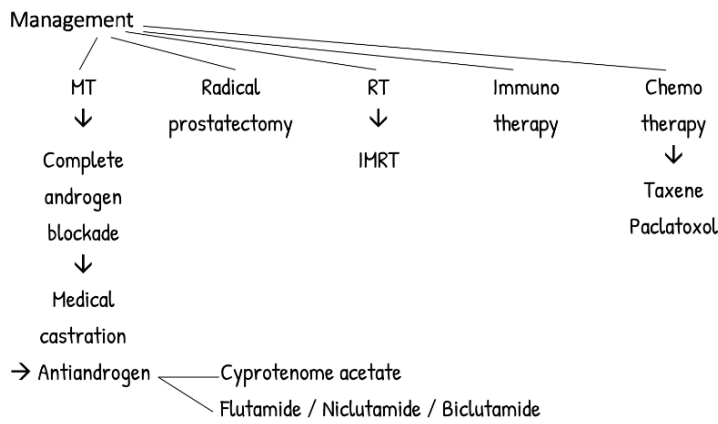 Management
MT
↓
Complete
androgen
blockade
↓
Medical
castration
→ Antiandrogen
Cyprotenome acetate
Flutamide / Niclutamide / Biclutamide
Radical
prostatectomy
RT
↓
IMRT
Immuno
therapy
Chemo
therapy
↓
Taxene
Paclatoxol